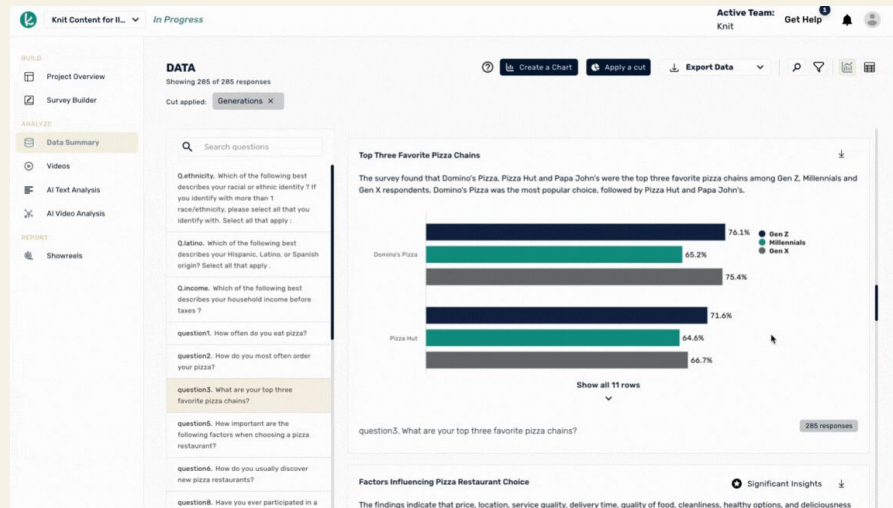 Knit Content for Il...
In Progress
Active Team:
Knit
Get Help
1
BUILD
Project Overview
Survey Builder
ANALYZE
Data Summary
Videos
AI Text Analysis
AI Video Analysis
REPORT
Showreels
DATA
Showing 285 of 285 responses
Cut applied: Generations ×
Create a Chart
Apply a cut
Export Data
Search questions
Q.ethnicity. Which of the following best
describes your racial or ethnic identity ? If
you identify with more than 1
race/ethnicity, please select all that you
identify with. Select all that apply :
Q.latino. Which of the following best
describes your Hispanic, Latino, or Spanish
origin? Select all that apply .
Q.income. Which of the following best
describes your household income before
taxes ?
question1. How often do you eat pizza?
question2. How do you most often order
your pizza?
question3. What are your top three
favorite pizza chains?
question5. How important are the
following factors when choosing a pizza
restaurant?
question6. How do you usually discover
new pizza restaurants?
question8. Have you ever participated in a
Top Three Favorite Pizza Chains
The survey found that Domino's Pizza, Pizza Hut and Papa John's were the top three favorite pizza chains among Gen Z, Millennials and
Gen X respondents. Domino's Pizza was the most popular choice, followed by Pizza Hut and Papa John's.
Domino's Pizza
76.1%
65.2%
75.4%
Gen Z
Millennials
Gen X
Pizza Hut
71.6%
64.6%
66.7%
Show all 11 rows
question3. What are your top three favorite pizza chains?
285 responses
Factors Influencing Pizza Restaurant Choice
Significant Insights
The findings indicate that price, location, service quality, delivery time, quality of food, cleanliness, healthy options, and deliciousness